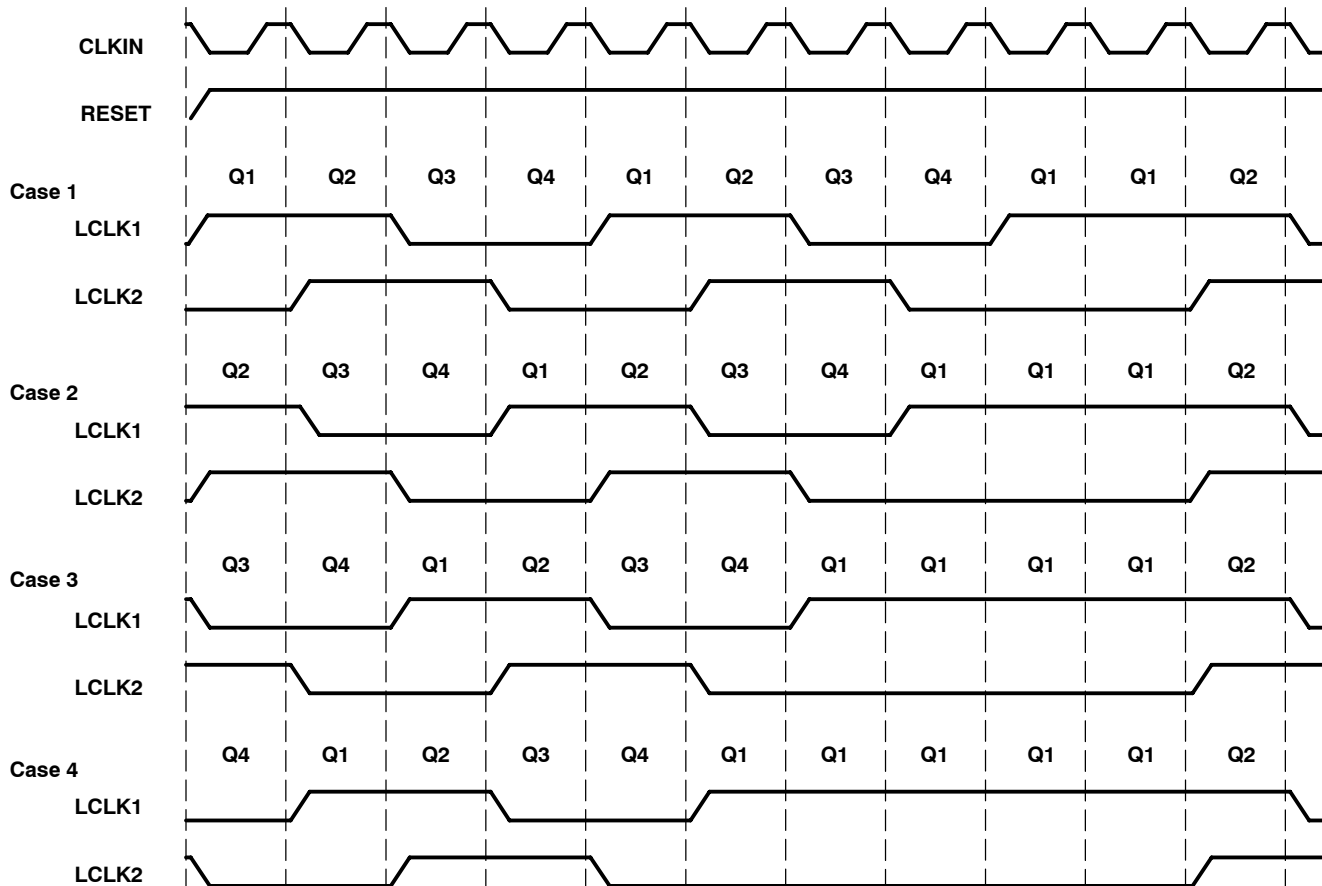 CLKIN
RESET
Q1 Q2 Q3 Q4 Q1 Q2 Q3 Q4 Q1 Q1 Q2
Case 1
LCLK1
LCLK2
Q2 Q3 Q4 Q1 Q2 Q3 Q4 Q1 Q1 Q1 Q2
Case 2
LCLK1
LCLK2
Q3 Q4 Q1 Q2 Q3 Q4 Q1 Q1 Q1 Q1 Q2
Case 3
LCLK1
LCLK2
Q4 Q1 Q2 Q3 Q4 Q1 Q1 Q1 Q1 Q1 Q2
Case 4
LCLK1
LCLK2